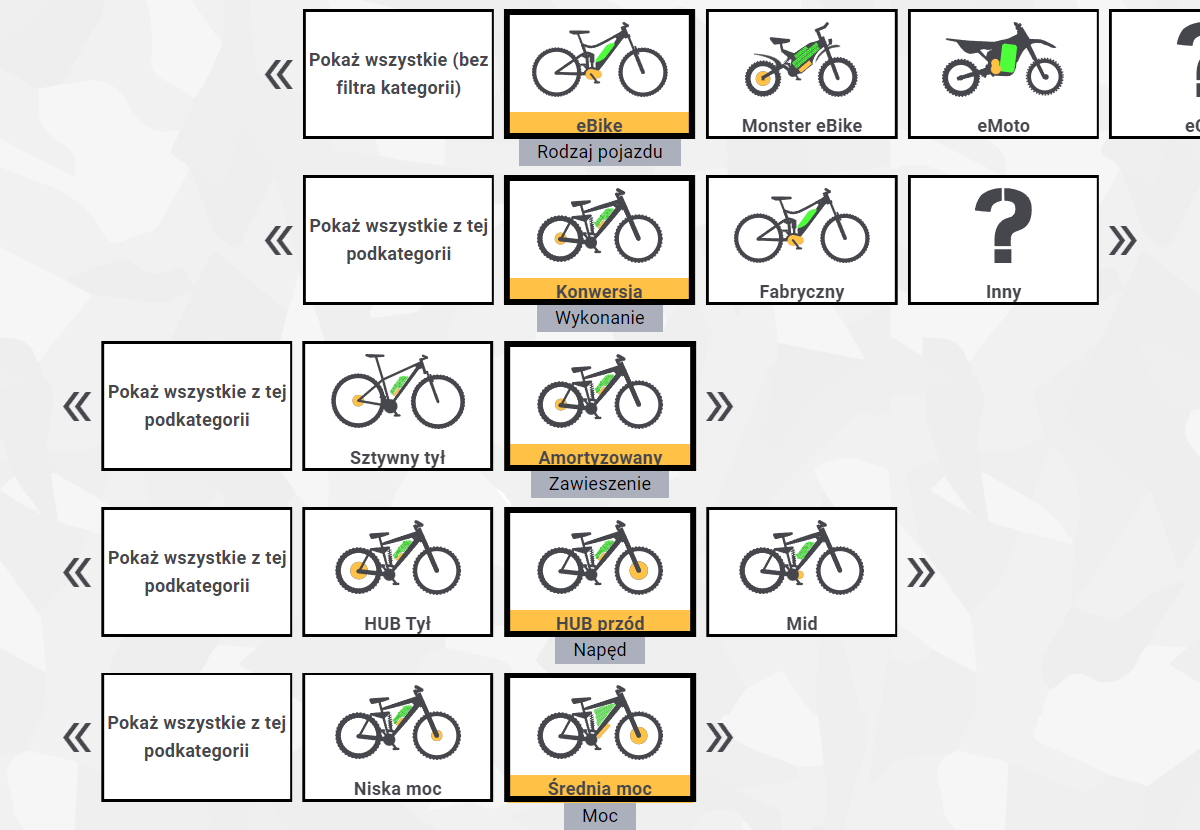 Pokaż wszystkie (bez
filtra kategorii)
eBike
Monster eBike
eMoto
Rodzaj pojazdu
Pokaż wszystkie z tej
podkategorii
Konwersja
Fabryczny
Inny
Wykonanie
Pokaż wszystkie z tej
podkategorii
Sztywny tył
Amortyzowany
Zawieszenie
Pokaż wszystkie z tej
podkategorii
HUB Tył
HUB przód
Mid
Napęd
Pokaż wszystkie z tej
podkategorii
Niska moc
Średnia moc
Moc